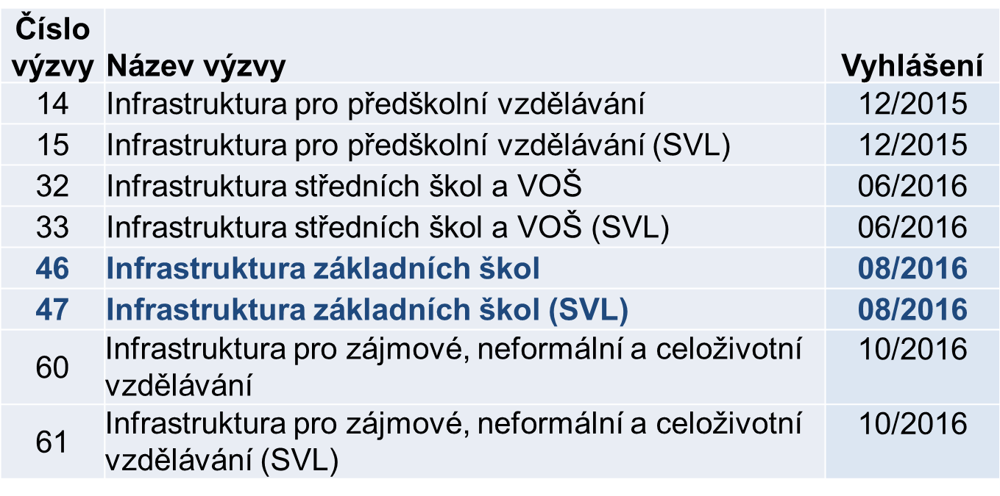 Číslo
výzvy Název výzvy Vyhlášení
14 Infrastruktura pro předškolní vzdělávání 12/2015
15 Infrastruktura pro předškolní vzdělávání (SVL) 12/2015
32 Infrastruktura středních škol a VOŠ 06/2016
33 Infrastruktura středních škol a VOŠ (SVL) 06/2016
46 Infrastruktura základních škol 08/2016
47 Infrastruktura základních škol (SVL) 08/2016
60 Infrastruktura pro zájmové, neformální a celoživotní 10/2016
vzdělávání
61 Infrastruktura pro zájmové, neformální a celoživotní 10/2016
vzdělávání (SVL)